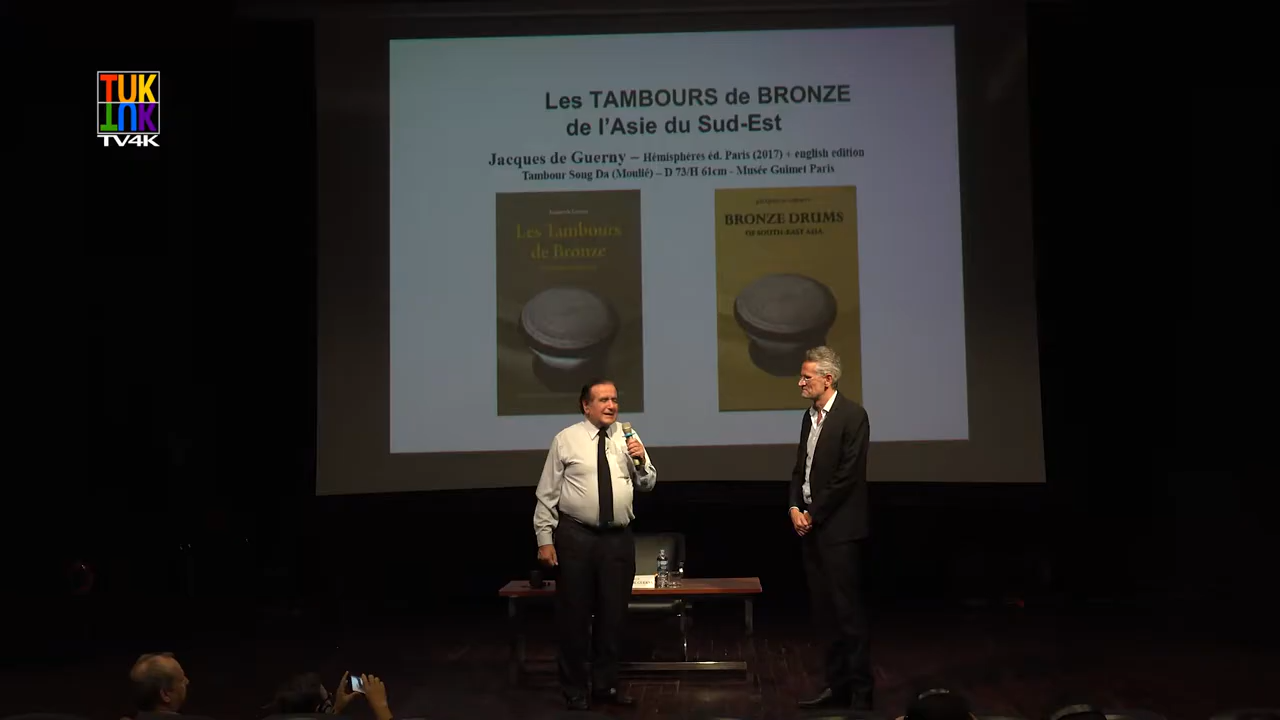 TUK
TUK
TV4K
Les TAMBOURS de BRONZE
de l'Asie du Sud-Est
Jacques de Guerny – Hémisphères éd. Paris (2017) + english edition
Tambour Soug Da (Moulié) – D 73/H 61cm - Musée Guimet Paris
Les Tambours
de Bronze
BRONZE DRUMS
OF SOUTH-EAST ASIA